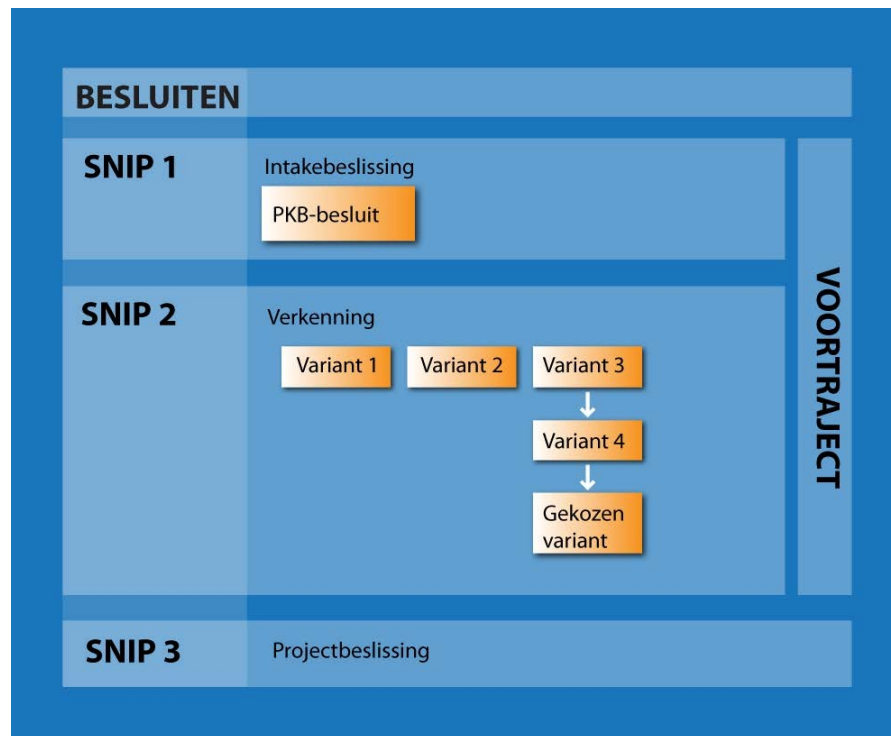 BESLUITEN
SNIP 1
Intakebeslissing
PKB-besluit
VOORTRAJECT
SNIP 2
Verkenning
Variant 1
Variant 2
Variant 3
Variant 4
Gekozen
variant
SNIP 3
Projectbeslissing